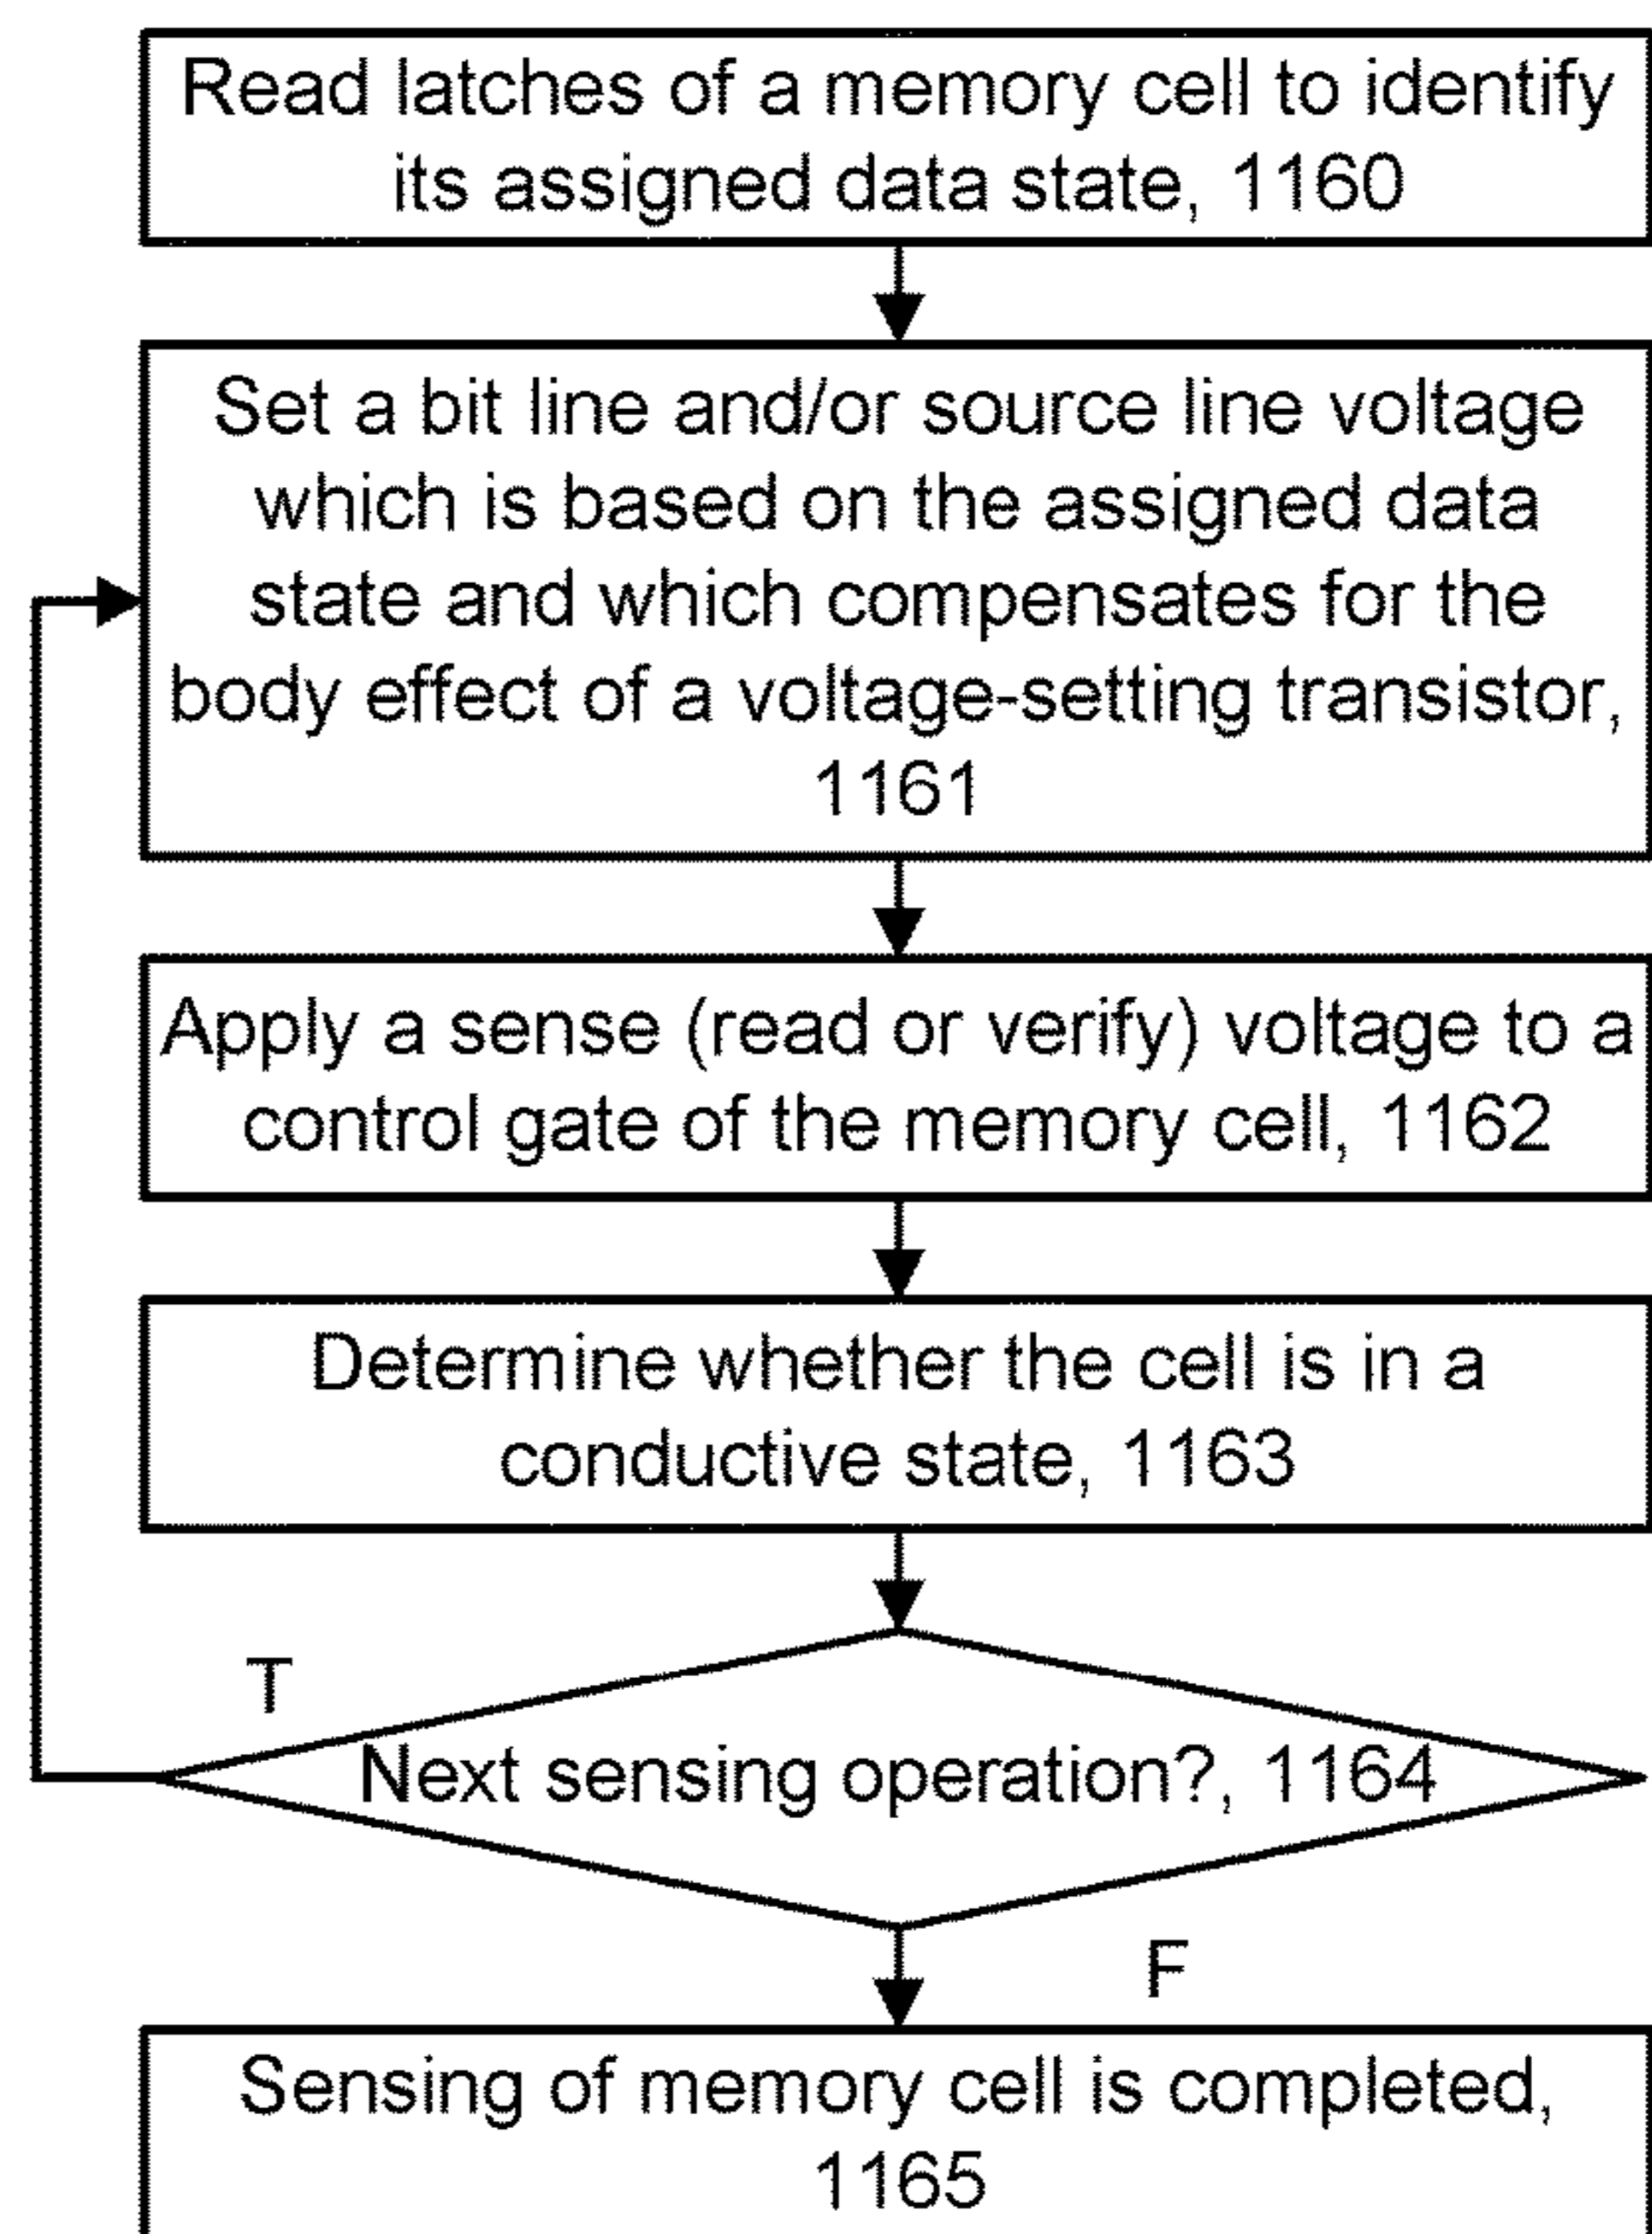 Read latches of a memory cell to identify
its assigned data state, 1160
Set a bit line and/or source line voltage
which is based on the assigned data
state and which compensates for the
body effect of a voltage-setting transistor,
1161
Apply a sense (read or verify) voltage to a
control gate of the memory cell, 1162
Determine whether the cell is in a
conductive state, 1163
T
Next sensing operation?, 1164
F
Sensing of memory cell is completed,
1165